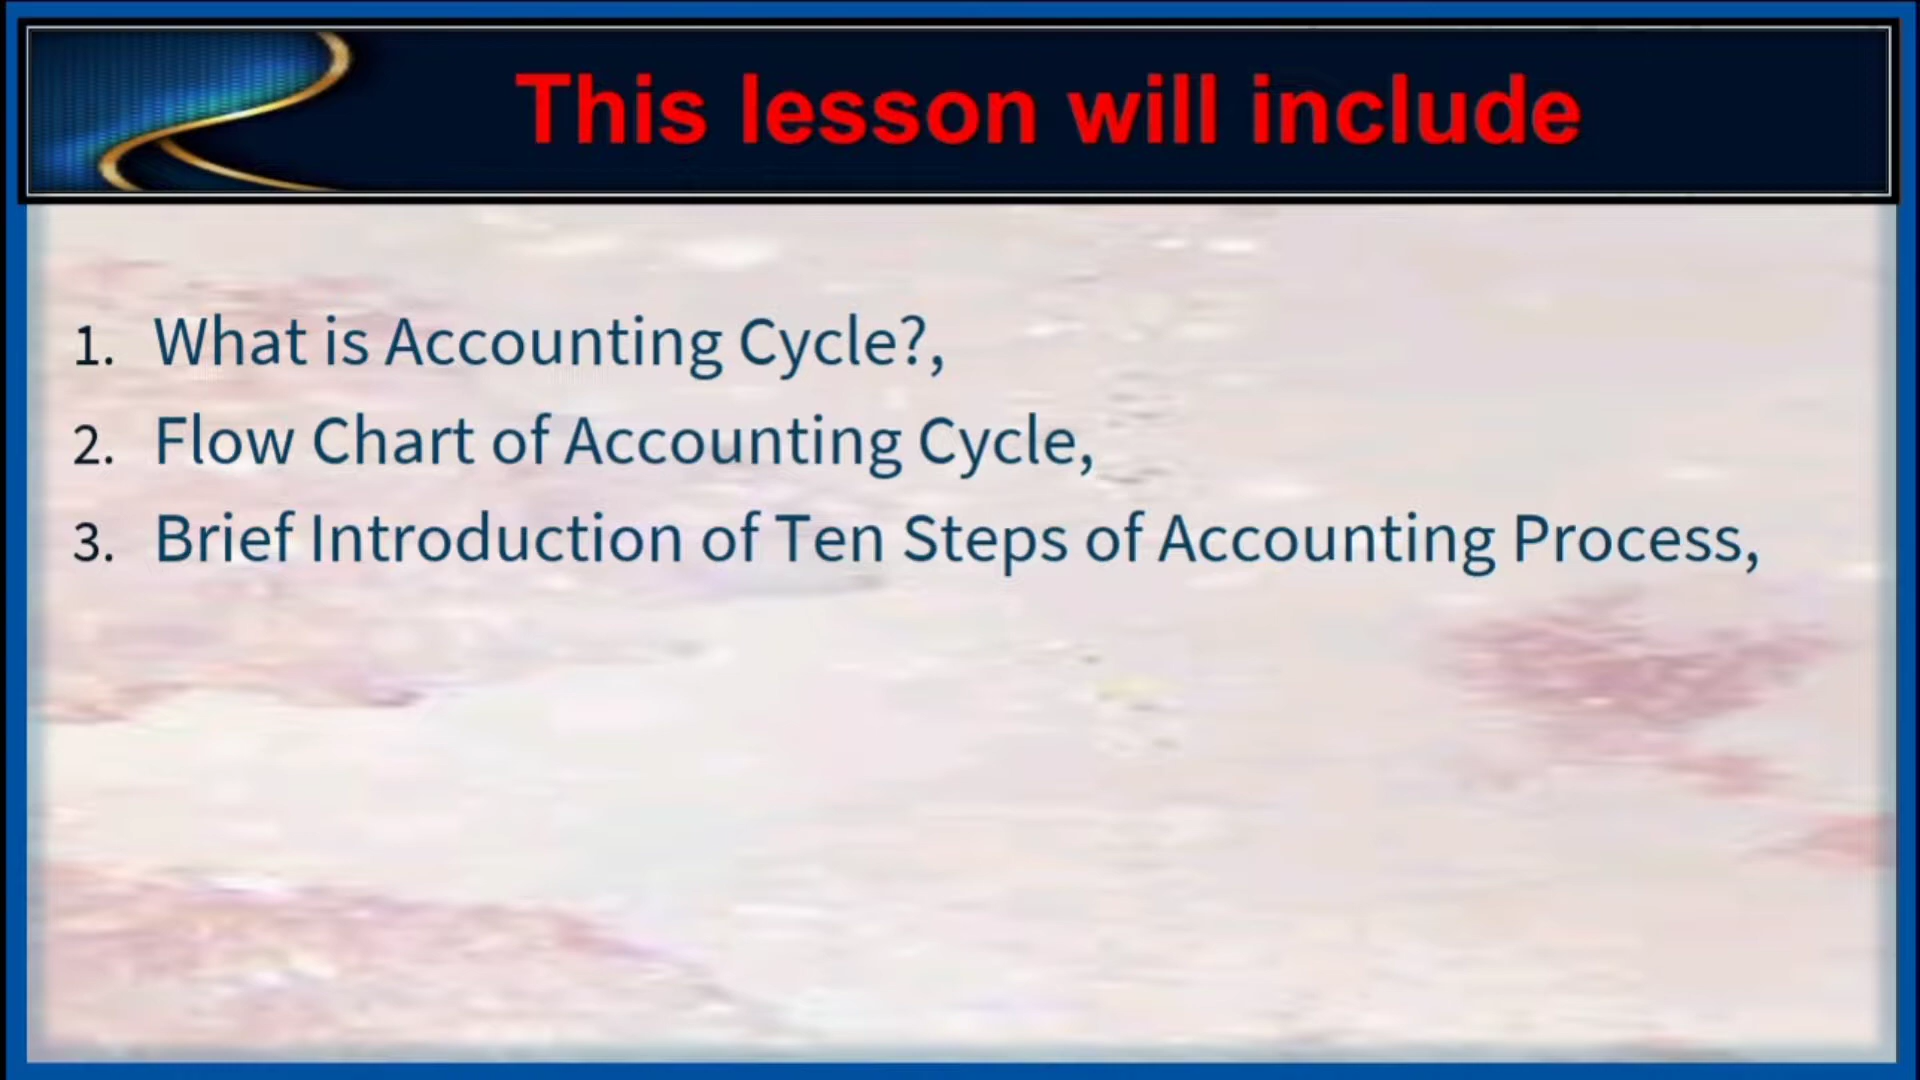 This lesson will include
1. What is Accounting Cycle?,
2. Flow Chart of Accounting Cycle,
3. Brief Introduction of Ten Steps of Accounting Process,